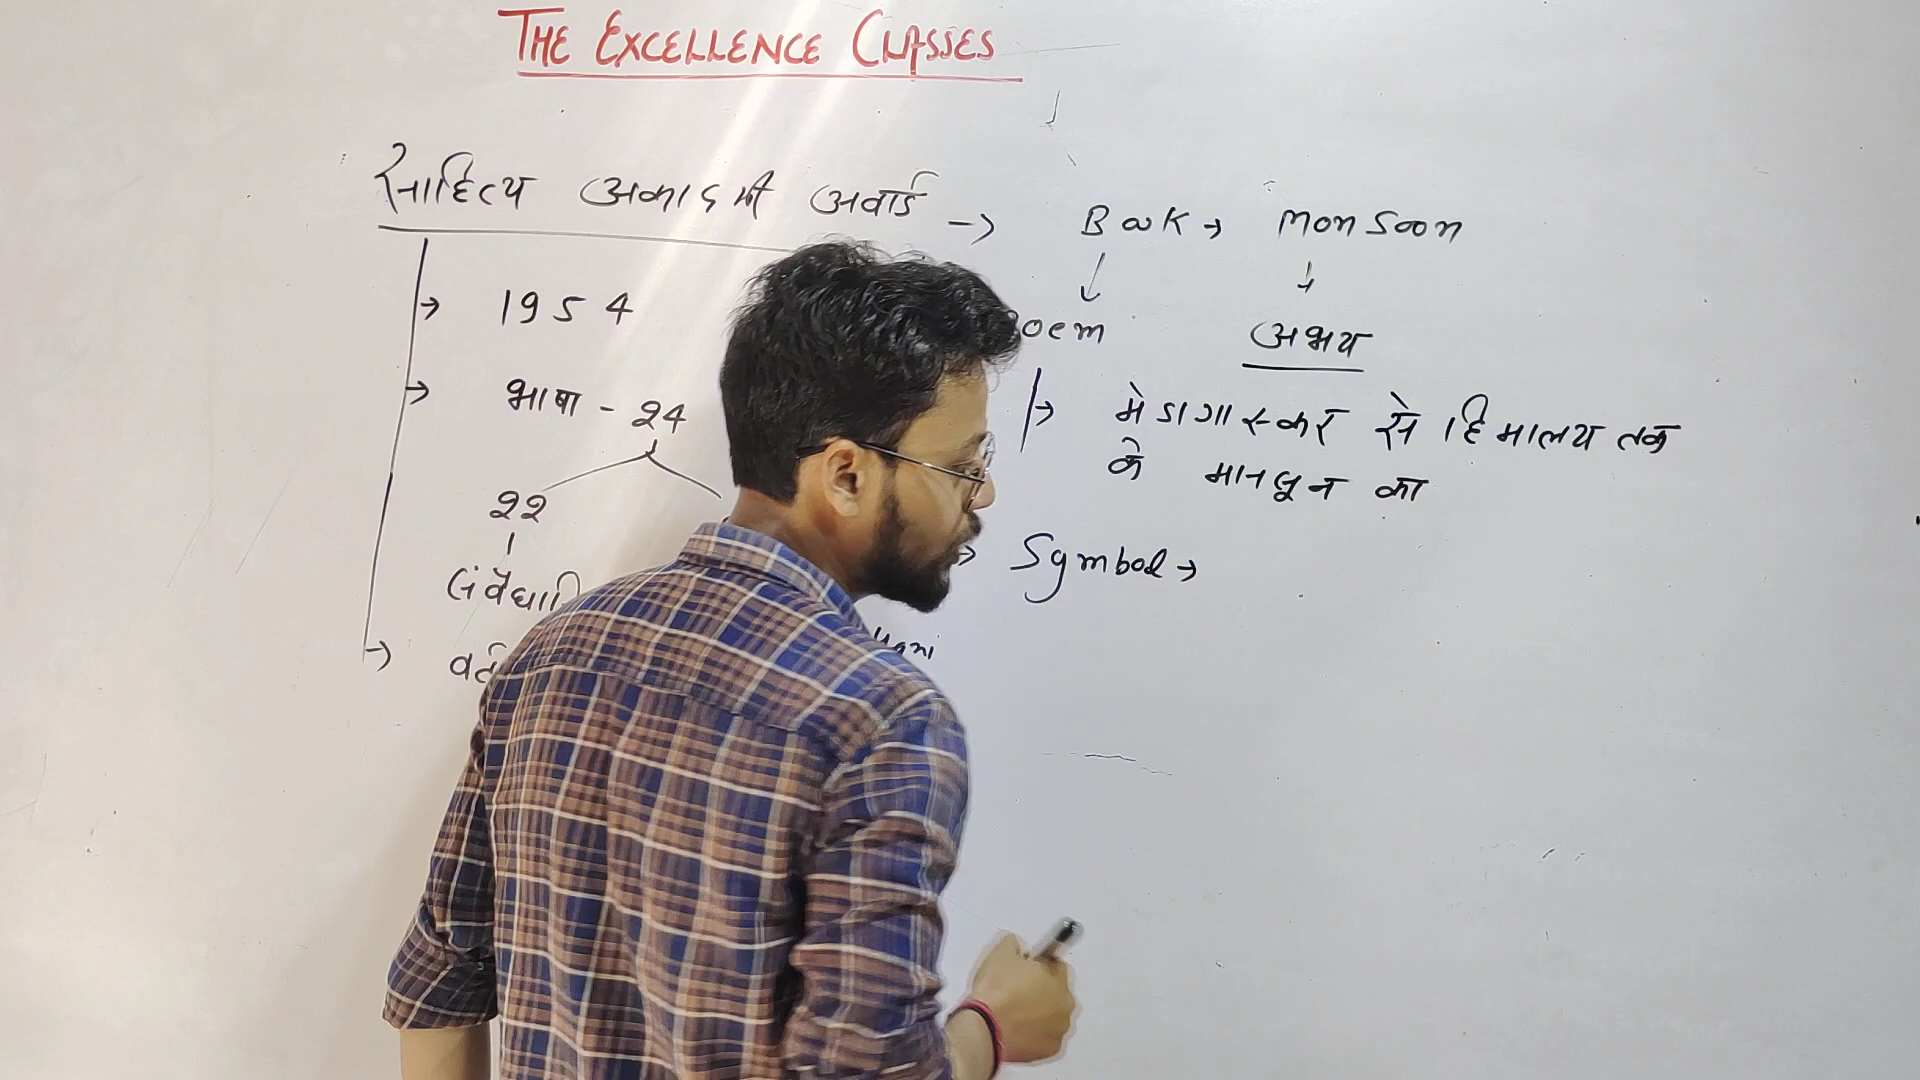 THE EXCELLENCE CLASSES
साहित्य अकादमी अवार्ड → Book → Monsoon
→ 1954
oem
अभय
→ भाषा - 24
→ मेडागास्कर से हिमालय तक
के मानसून का
22
Symbol →
→